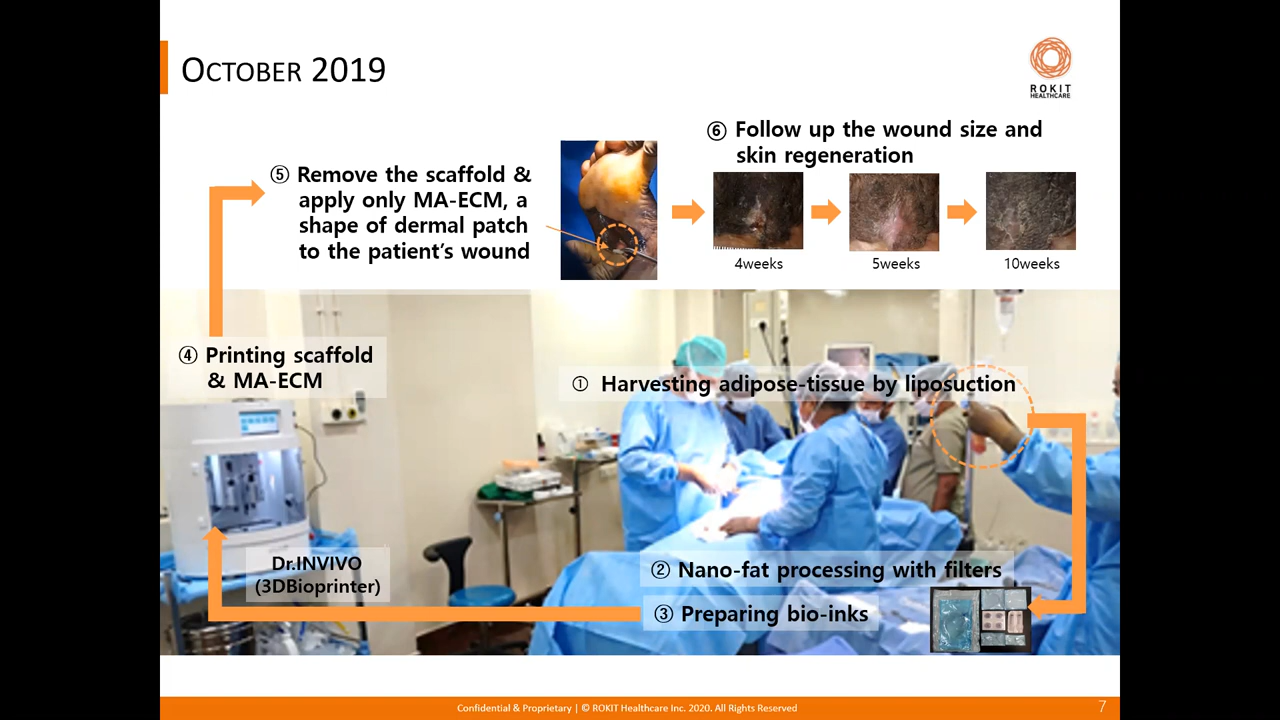 OCTOBER 2019
ROKIT
HEALTHCARE
⑥ Follow up the wound size and
skin regeneration
⑤ Remove the scaffold &
apply only MA-ECM, a
shape of dermal patch
to the patient's wound
4weeks
5weeks
10weeks
④ Printing scaffold
& MA-ECM
① Harvesting adipose-tissue by liposuction
Dr.INVIVO
(3DBioprinter)
② Nano-fat processing with filters
③ Preparing bio-inks
Confidential & Proprietary | © ROKIT Healthcare Inc. 2020. All Rights Reserved
7